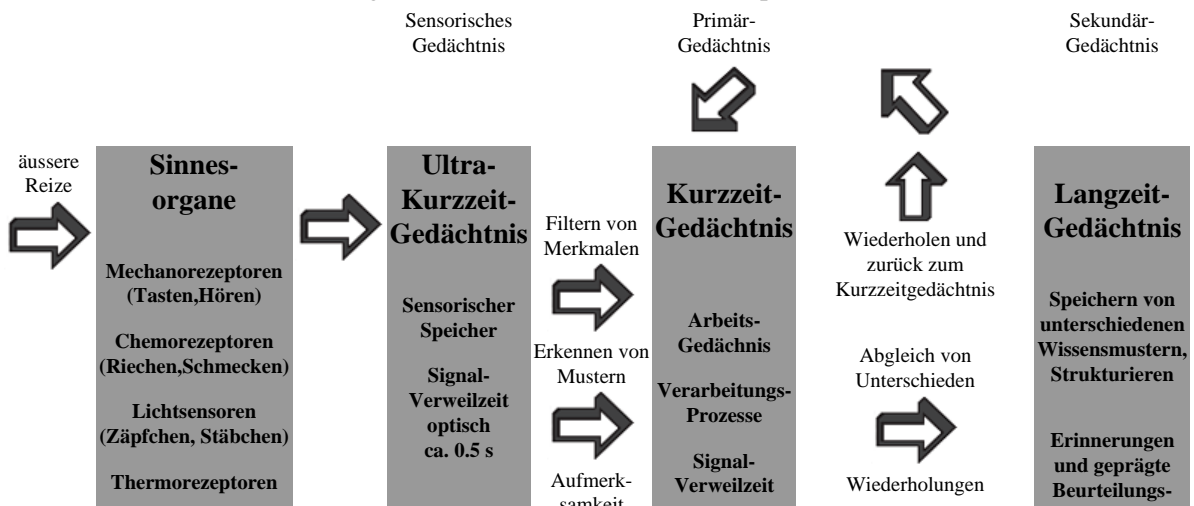 Sensorisches
Gedächtnis
Primär-
Gedächtnis
Sekundär-
Gedächtnis
äussere
Reize
Sinnes-
organe
Mechanorezeptoren
(Tasten,Hören)
Chemorezeptoren
(Riechen,Schmecken)
Lichtsensoren
(Zäpfchen, Stäbchen)
Thermorezeptoren
Ultra-
Kurzzeit-
Gedächtnis
Sensorischer
Speicher
Signal-
Verweilzeit
optisch
ca. 0.5 s
Filtern von
Merkmalen
Erkennen von
Mustern
Aufmerk-
samkeit
Kurzzeit-
Gedächtnis
Arbeits-
Gedächnis
Verarbeitungs-
Prozesse
Signal-
Verweilzeit
Wiederholen und
zurück zum
Kurzzeitgedächtnis
Abgleich von
Unterschieden
Wiederholungen
Langzeit-
Gedächtnis
Speichern von
unterschiedenen
Wissensmustern,
Strukturieren
Erinnerungen
und geprägte
Beurteilungs-